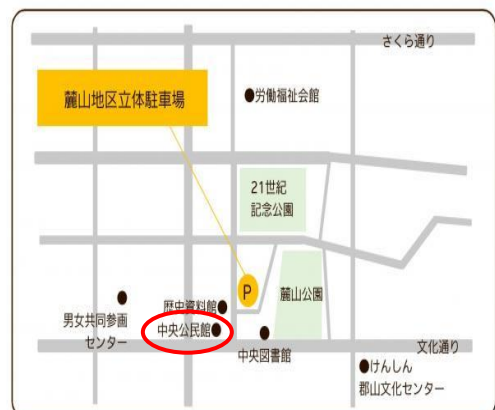 さくら通り
麓山地区立体駐車場
●労働福祉会館
21世紀
記念公園
P
麓山公園
歴史資料館●
男女共同参画
センター
中央公民館●
中央図書館
文化通り
●けんしん
郡山文化センター